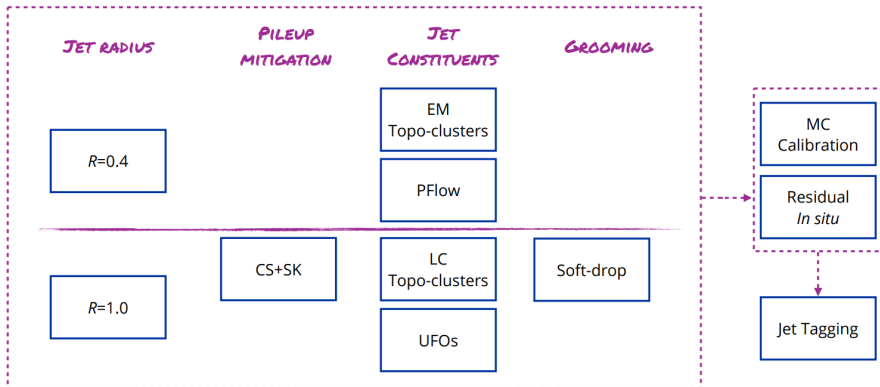 JET RADIUS
PILEUP
MITIGATION
JET
CONSTITUENTS
GROOMING
R=0.4
EM
Topo-clusters
PFlow
R=1.0
CS+SK
LC
Topo-clusters
UFOs
Soft-drop
MC
Calibration
Residual
In situ
Jet Tagging